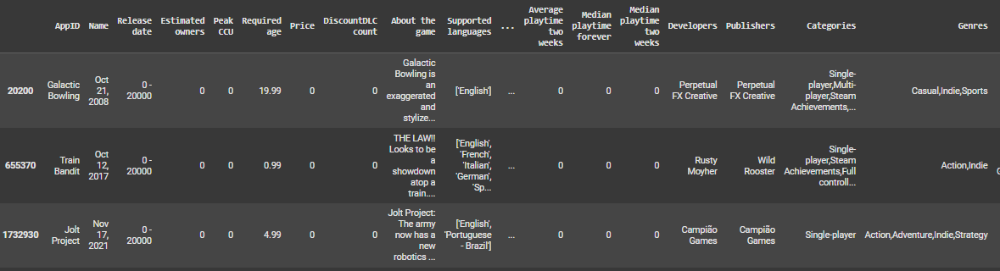 AppID Name Release date Estimated owners Peak CCU Required age Price DiscountDLC count About the game Supported languages ... Average playtime two weeks Median playtime forever Median playtime two weeks Developers Publishers Categories Genres
20200 Galactic Bowling Oct 21, 2008 0 - 20000 0 0 19.99 0 0 Galactic Bowling is an exaggerated and stylize... ['English'] ... 0 0 0 Perpetual FX Creative Perpetual FX Creative Single-player,Multi-player,Steam Achievements,... Casual,Indie,Sports
655370 Train Bandit Oct 12, 2017 0 - 20000 0 0 0.99 0 0 THE LAW!! Looks to be a showdown atop a train.... ['English', 'French', 'Italian', 'German', 'Sp... ... 0 0 0 Rusty Moyher Wild Rooster Single-player,Steam Achievements,Full controll... Action,Indie
1732930 Jolt Project Nov 17, 2021 0 - 20000 0 0 4.99 0 0 Jolt Project: The army now has a new robotics ... ['English', 'Portuguese - Brazil'] ... 0 0 0 Campião Games Campião Games Single-player Action,Adventure,Indie,Strategy